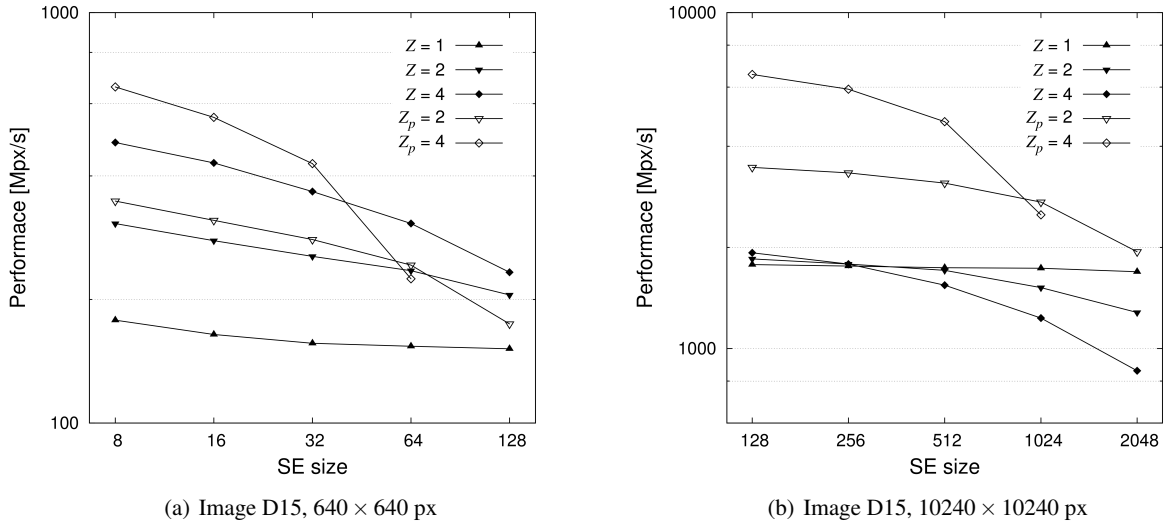 1000
100
8
16
32
64
128
Performace [Mpx/s]
SE size
Z = 1
Z = 2
Z = 4
Zp = 2
Zp = 4
(a) Image D15, 640 × 640 px
10000
1000
128
256
512
1024
2048
Performace [Mpx/s]
SE size
Z = 1
Z = 2
Z = 4
Zp = 2
Zp = 4
(b) Image D15, 10240 × 10240 px